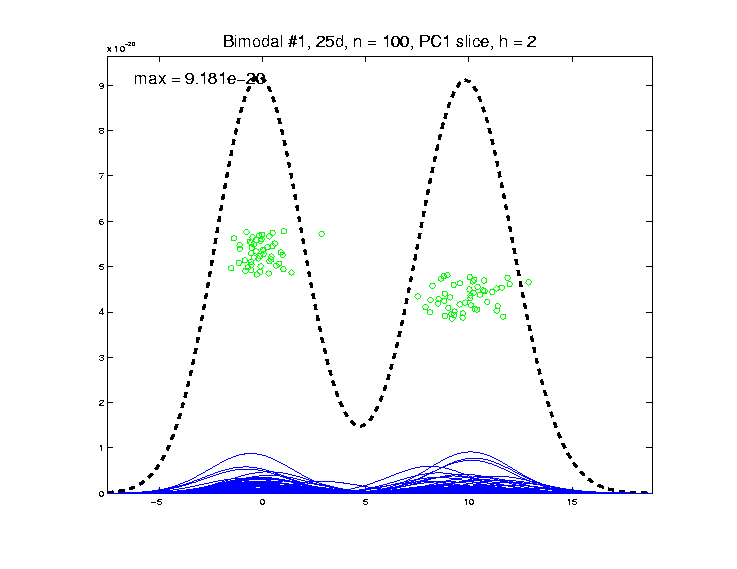 Bimodal #1, 25d, n = 100, PC1 slice, h = 2
x 10⁻²⁰
max = 9.181e−20
9
8
7
6
5
4
3
2
1
0
−5 0 5 10 15